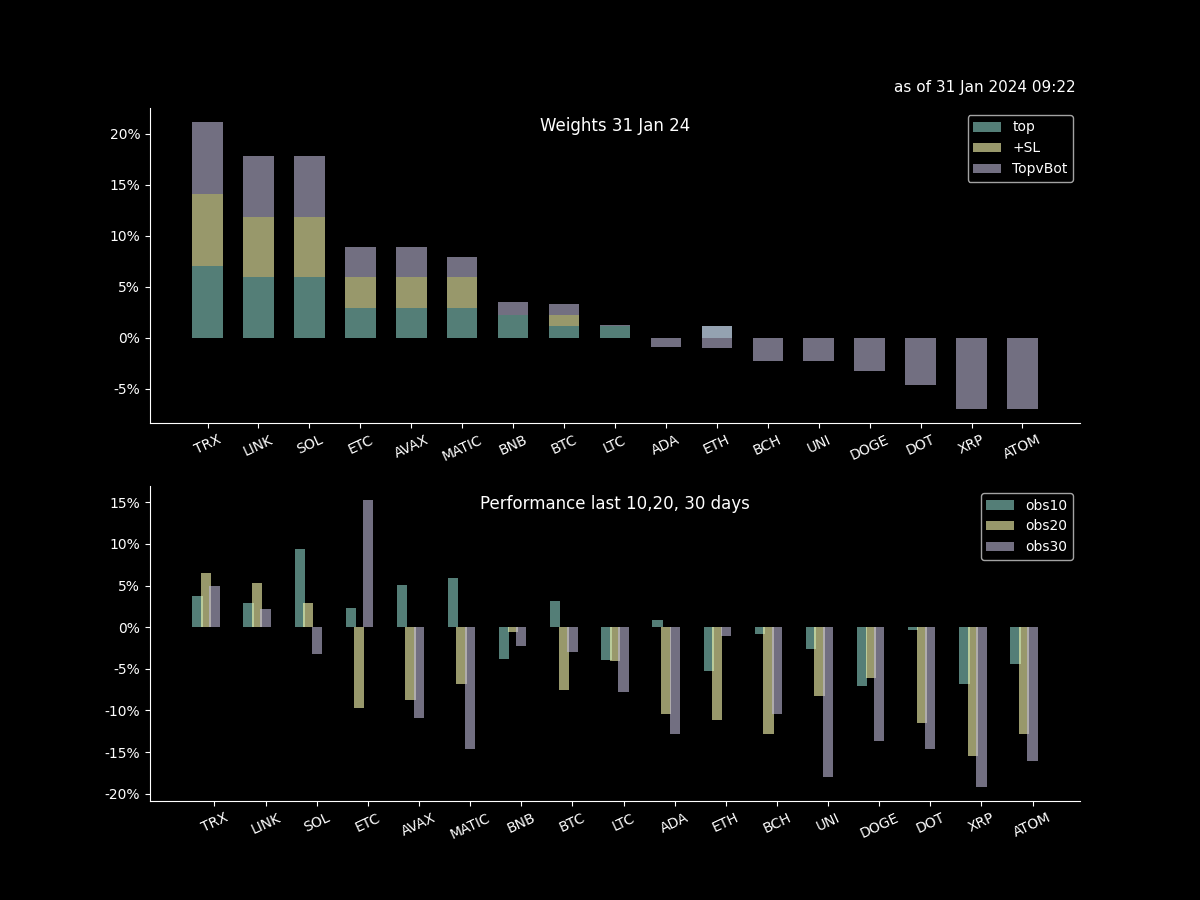 as of 31 Jan 2024 09:22
Weights 31 Jan 24
top
+SL
TopvBot
20%
15%
10%
5%
0%
-5%
TRX LINK SOL ETC AVAX MATIC BNB BTC LTC ADA ETH BCH UNI DOGE DOT XRP ATOM
Performance last 10,20, 30 days
obs10
obs20
obs30
15%
10%
5%
0%
-5%
-10%
-15%
-20%
TRX LINK SOL ETC AVAX MATIC BNB BTC LTC ADA ETH BCH UNI DOGE DOT XRP ATOM